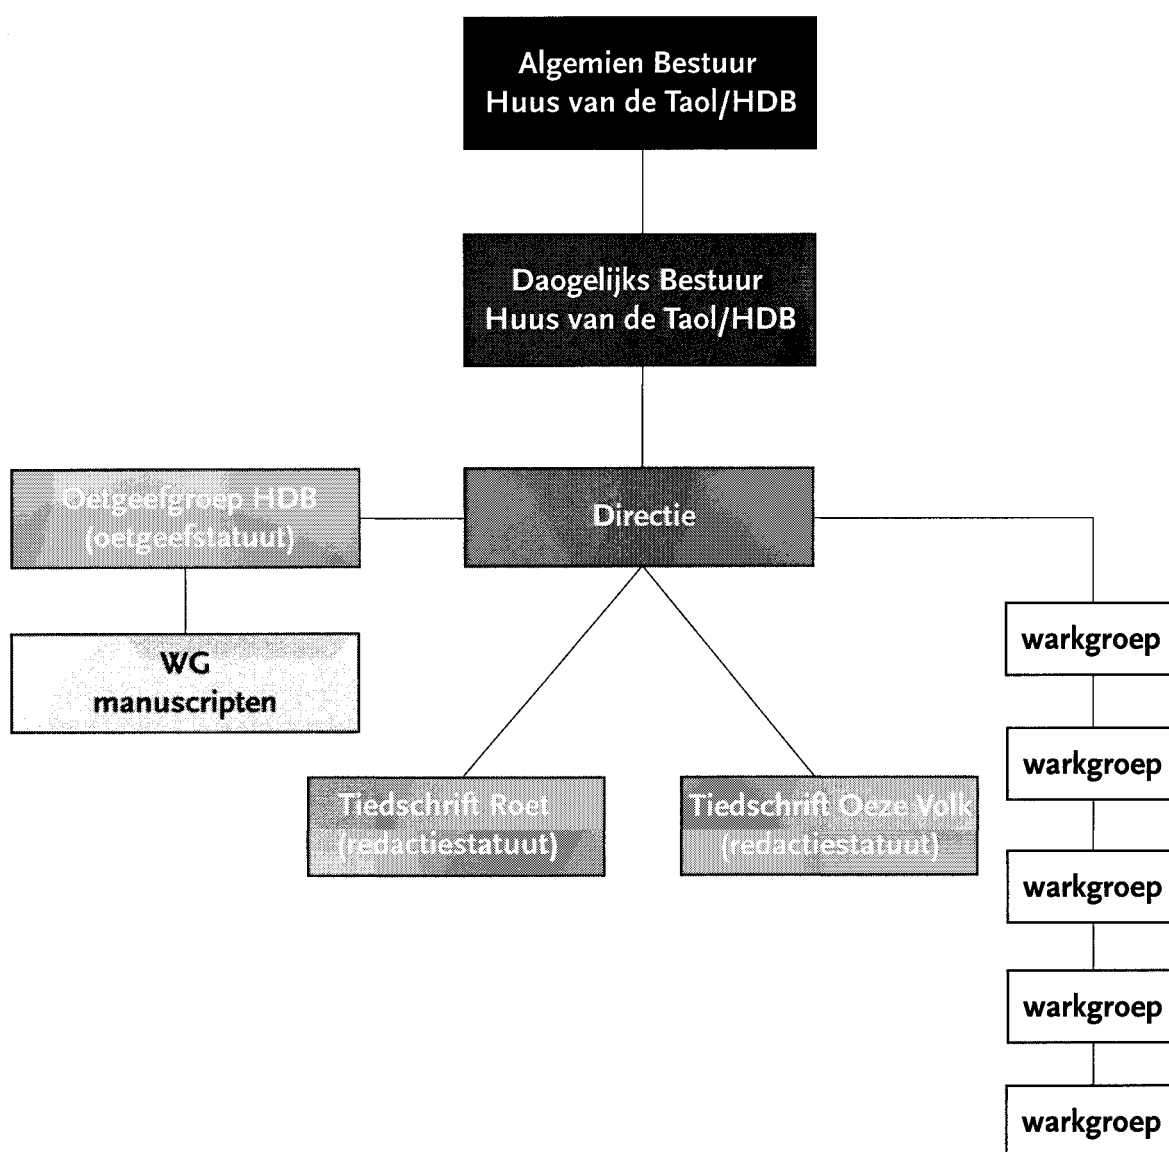 Algemien Bestuur
Huus van de Taol/HDB
Daogelijks Bestuur
Huus van de Taol/HDB
Oetgeefgroep HDB
(oetgeefstatuut)
Directie
WG
manuscripten
warkgroep
warkgroep
Tiedschrift Roet
(redactiestatuut)
Tiedschrift Oeze Volk
(redactiestatuut)
warkgroep
warkgroep
warkgroep